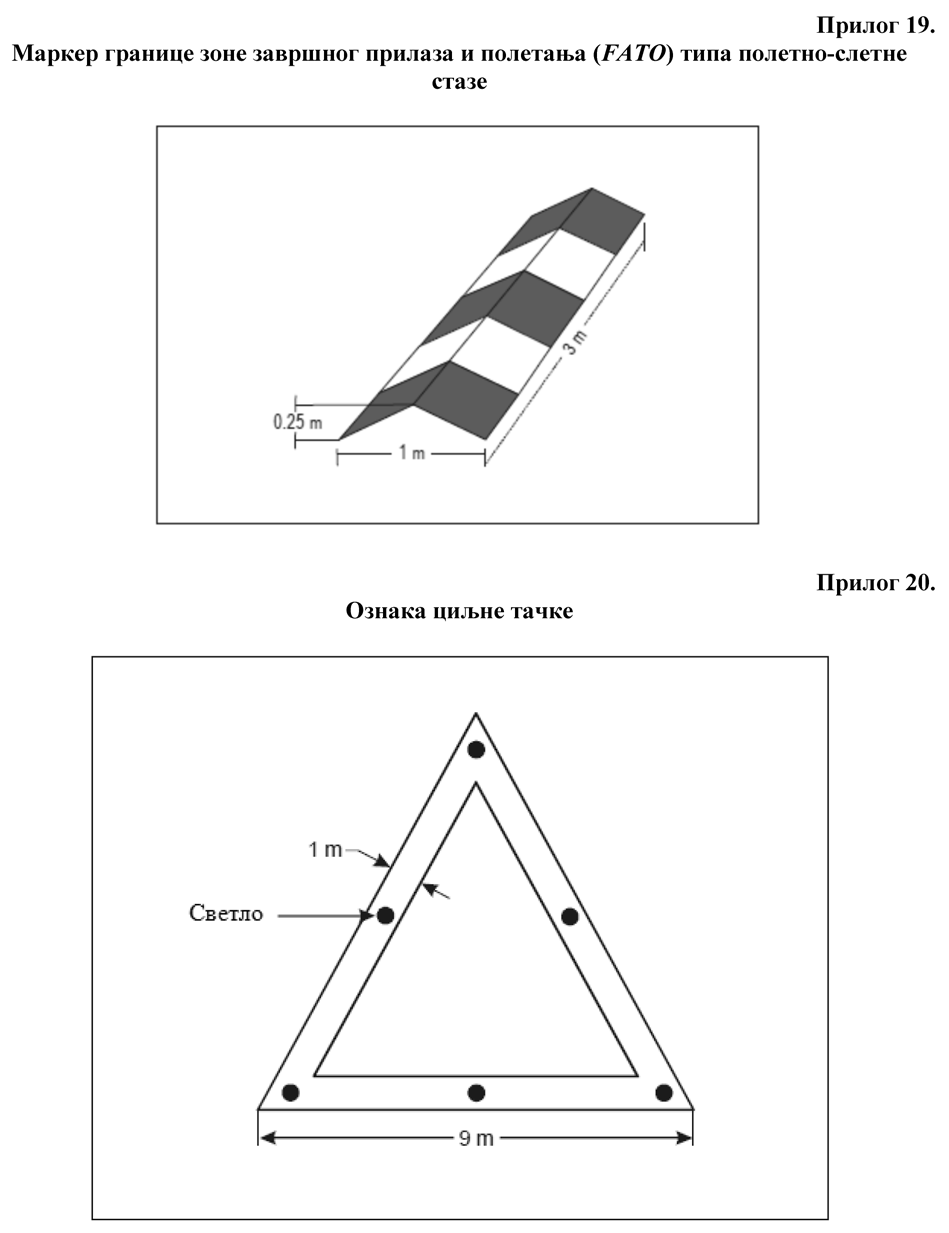 Прилог 19.
Маркер границе зоне завршног прилаза и полетања (FATO) типа полетно-слетне
стазе
3 m
0.25 m
1 m
Прилог 20.
Ознака циљне тачке
1 m
Светло
9 m